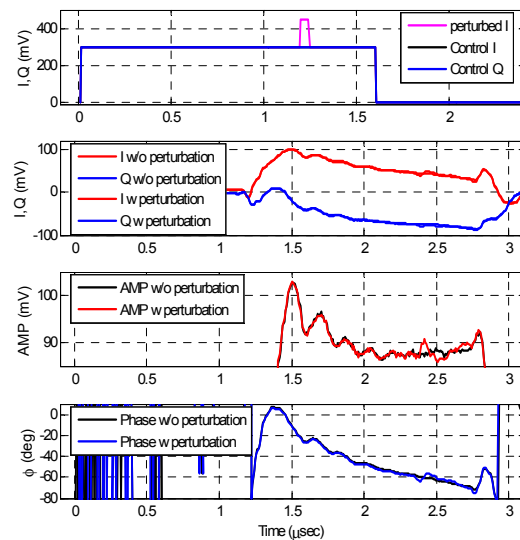 400
200
0
I,Q (mV)
perturbed I
Control I
Control Q
0 0.5 1 1.5 2
100
0
-100
I,Q (mV)
I w/o perturbation
Q w/o perturbation
I w perturbation
Q w perturbation
0 0.5 1 1.5 2 2.5 3
100
90
AMP (mV)
AMP w/o perturbation
AMP w perturbation
0 0.5 1 1.5 2 2.5 3
0
-20
-40
-60
-80
ϕ (deg)
Phase w/o perturbation
Phase w perturbation
0 0.5 1 1.5 2 2.5 3
Time (μsec)